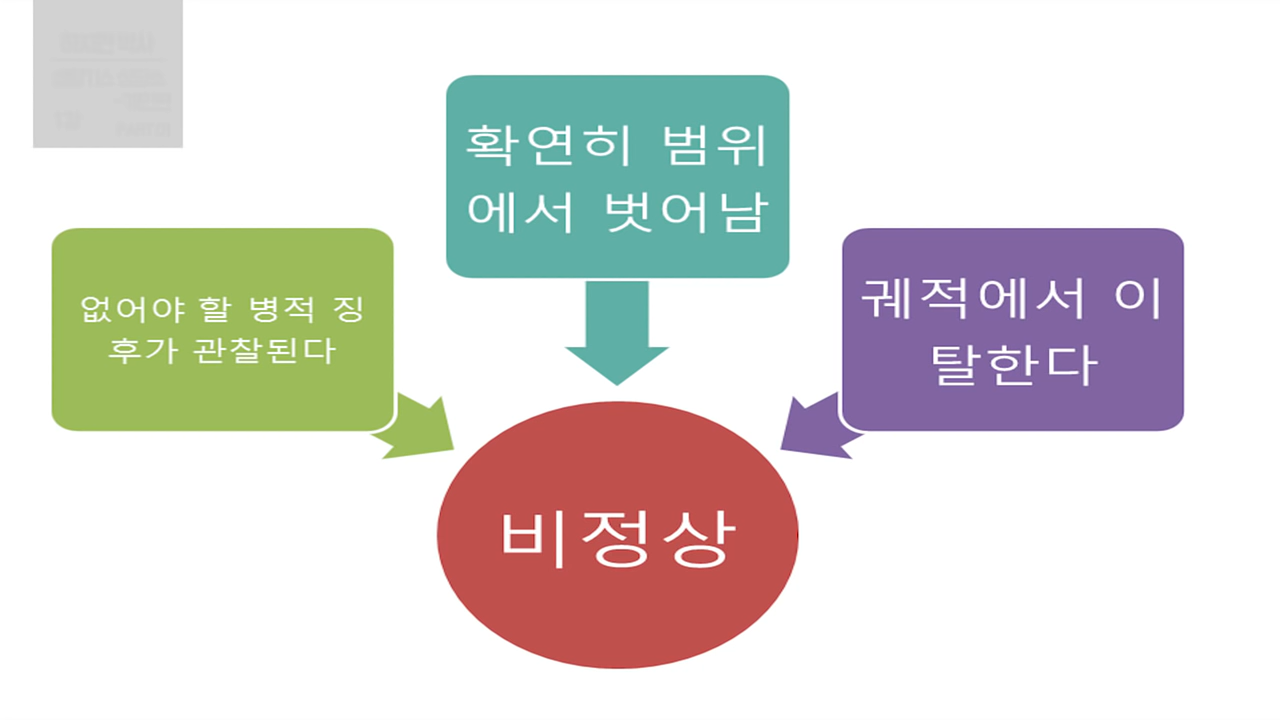 확연히 범위
에서 벗어남
없어야 할 병적 징
후가 관찰된다
궤적에서 이
탈한다
비정상